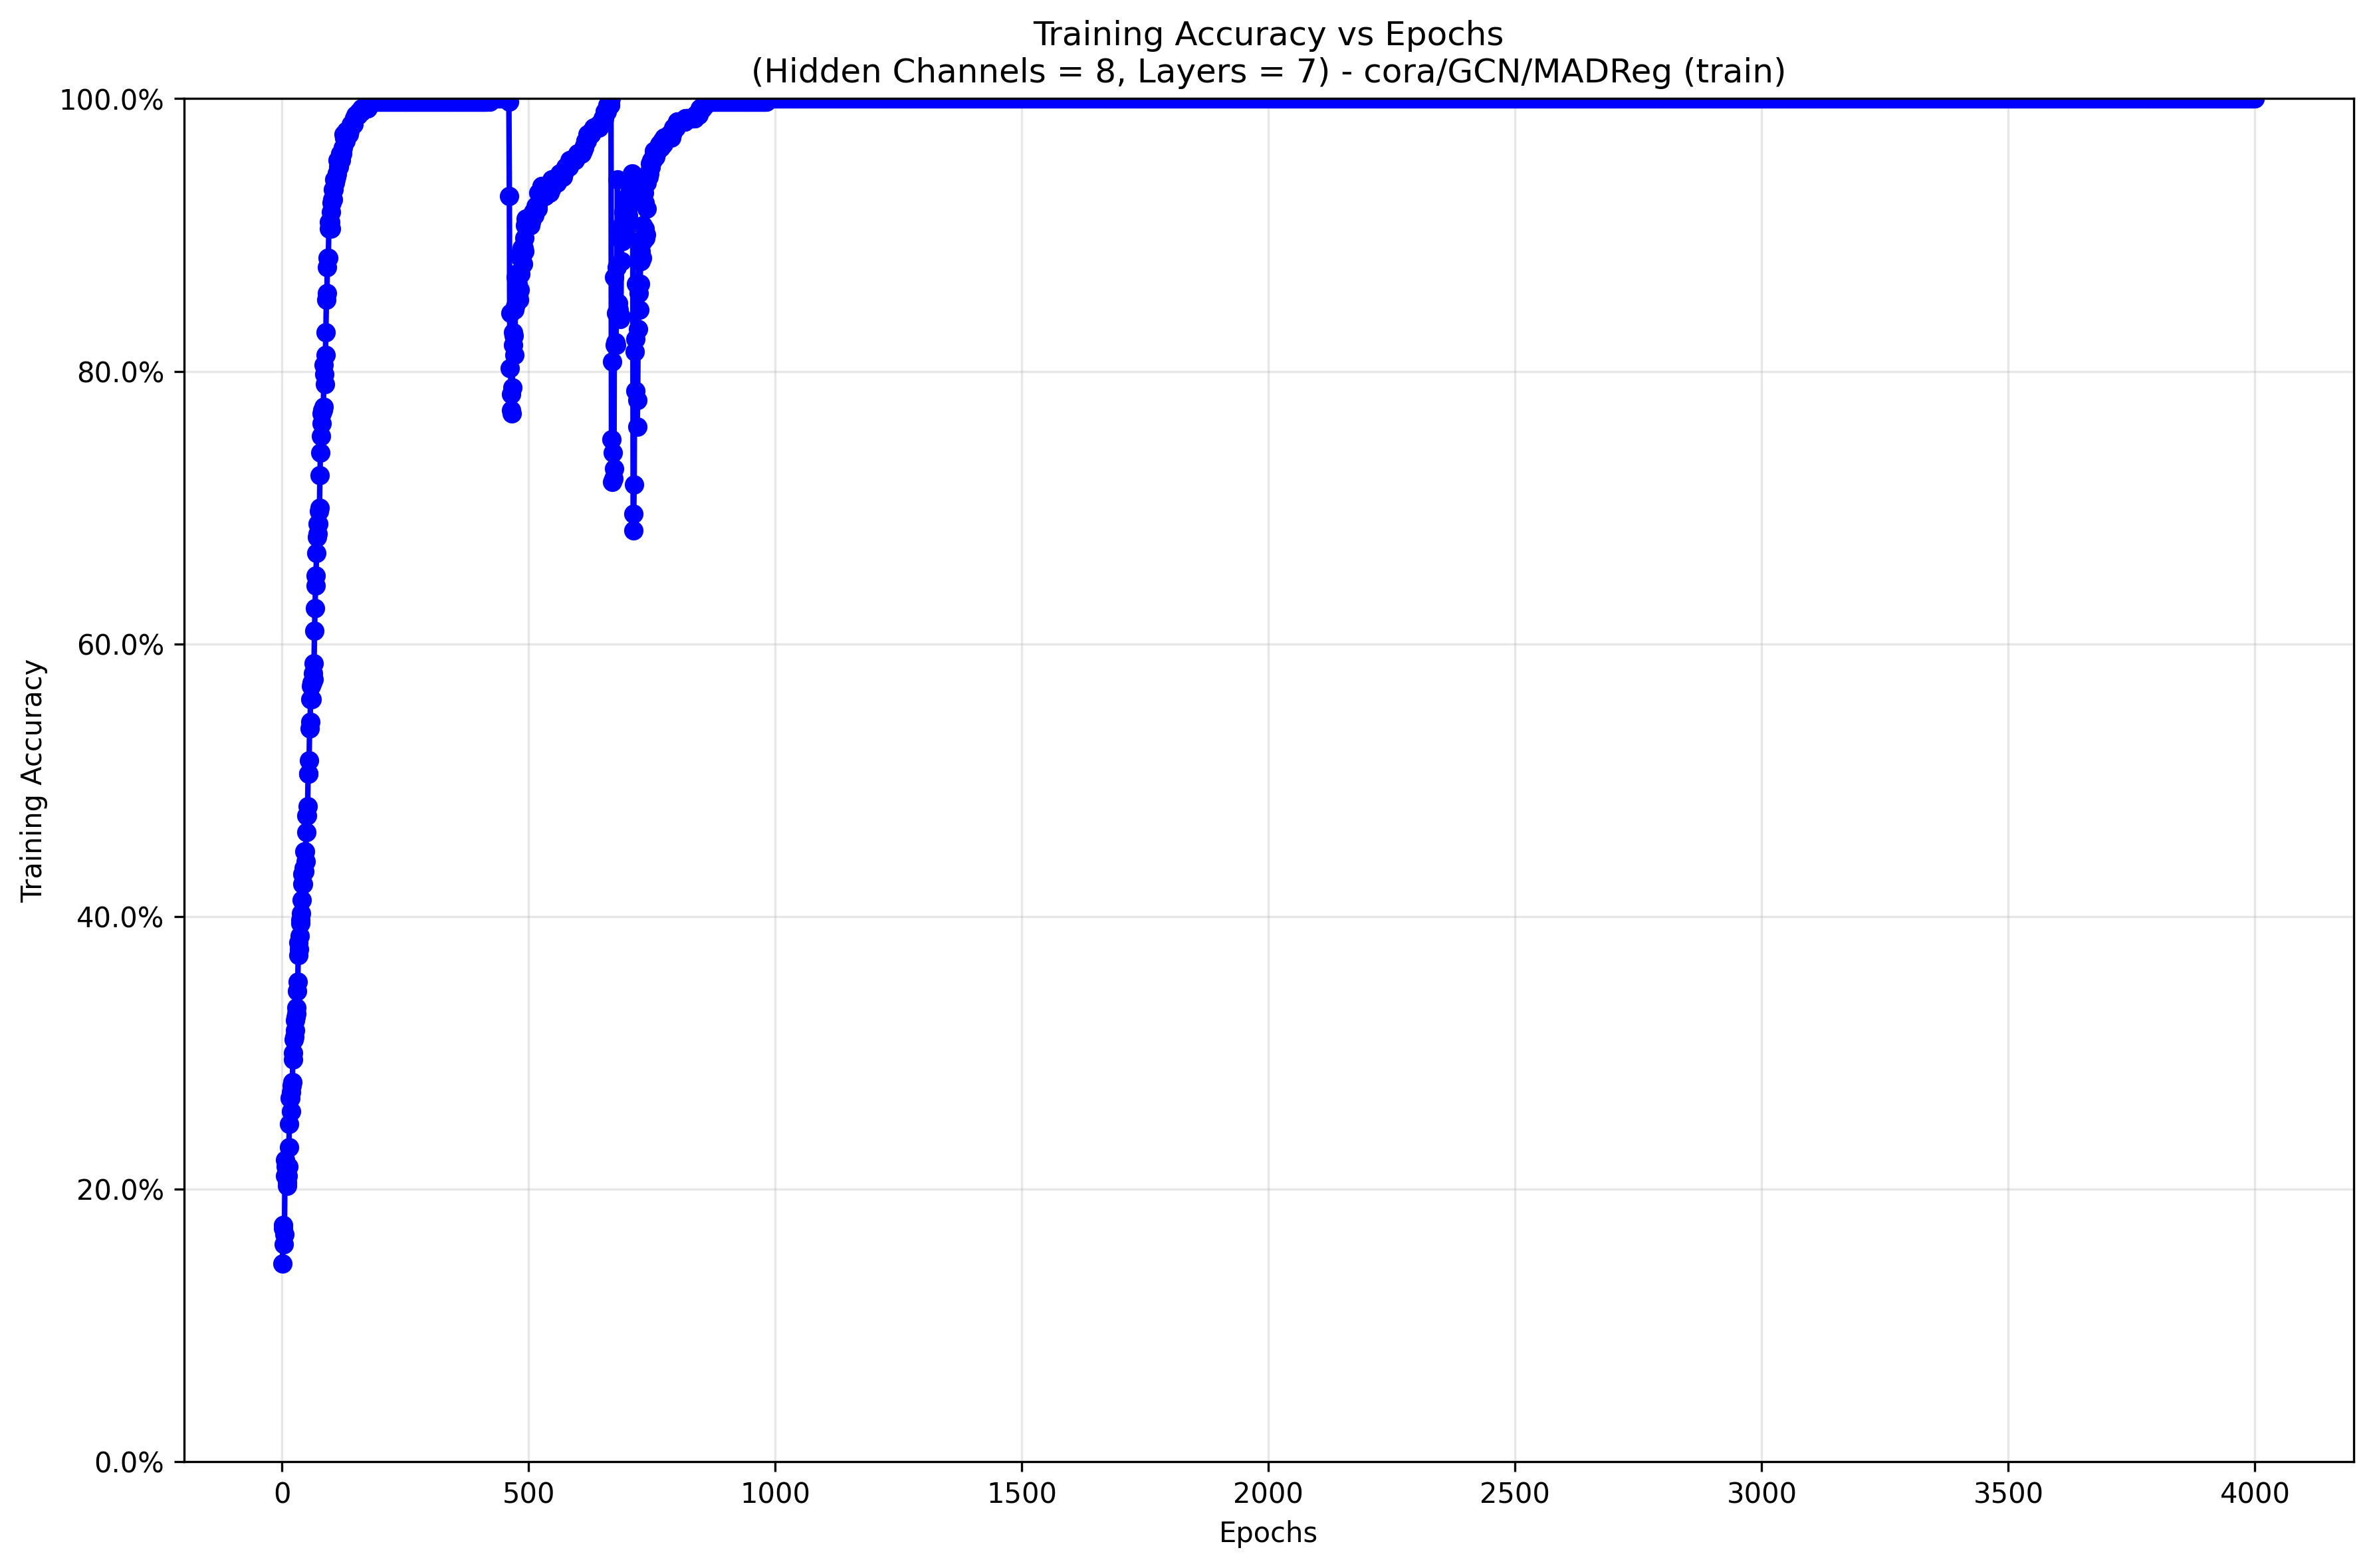 Training Accuracy vs Epochs
(Hidden Channels = 8, Layers = 7) - cora/GCN/MADReg (train)
100.0%
80.0%
60.0%
40.0%
20.0%
0.0%
Training Accuracy
0 500 1000 1500 2000 2500 3000 3500 4000
Epochs